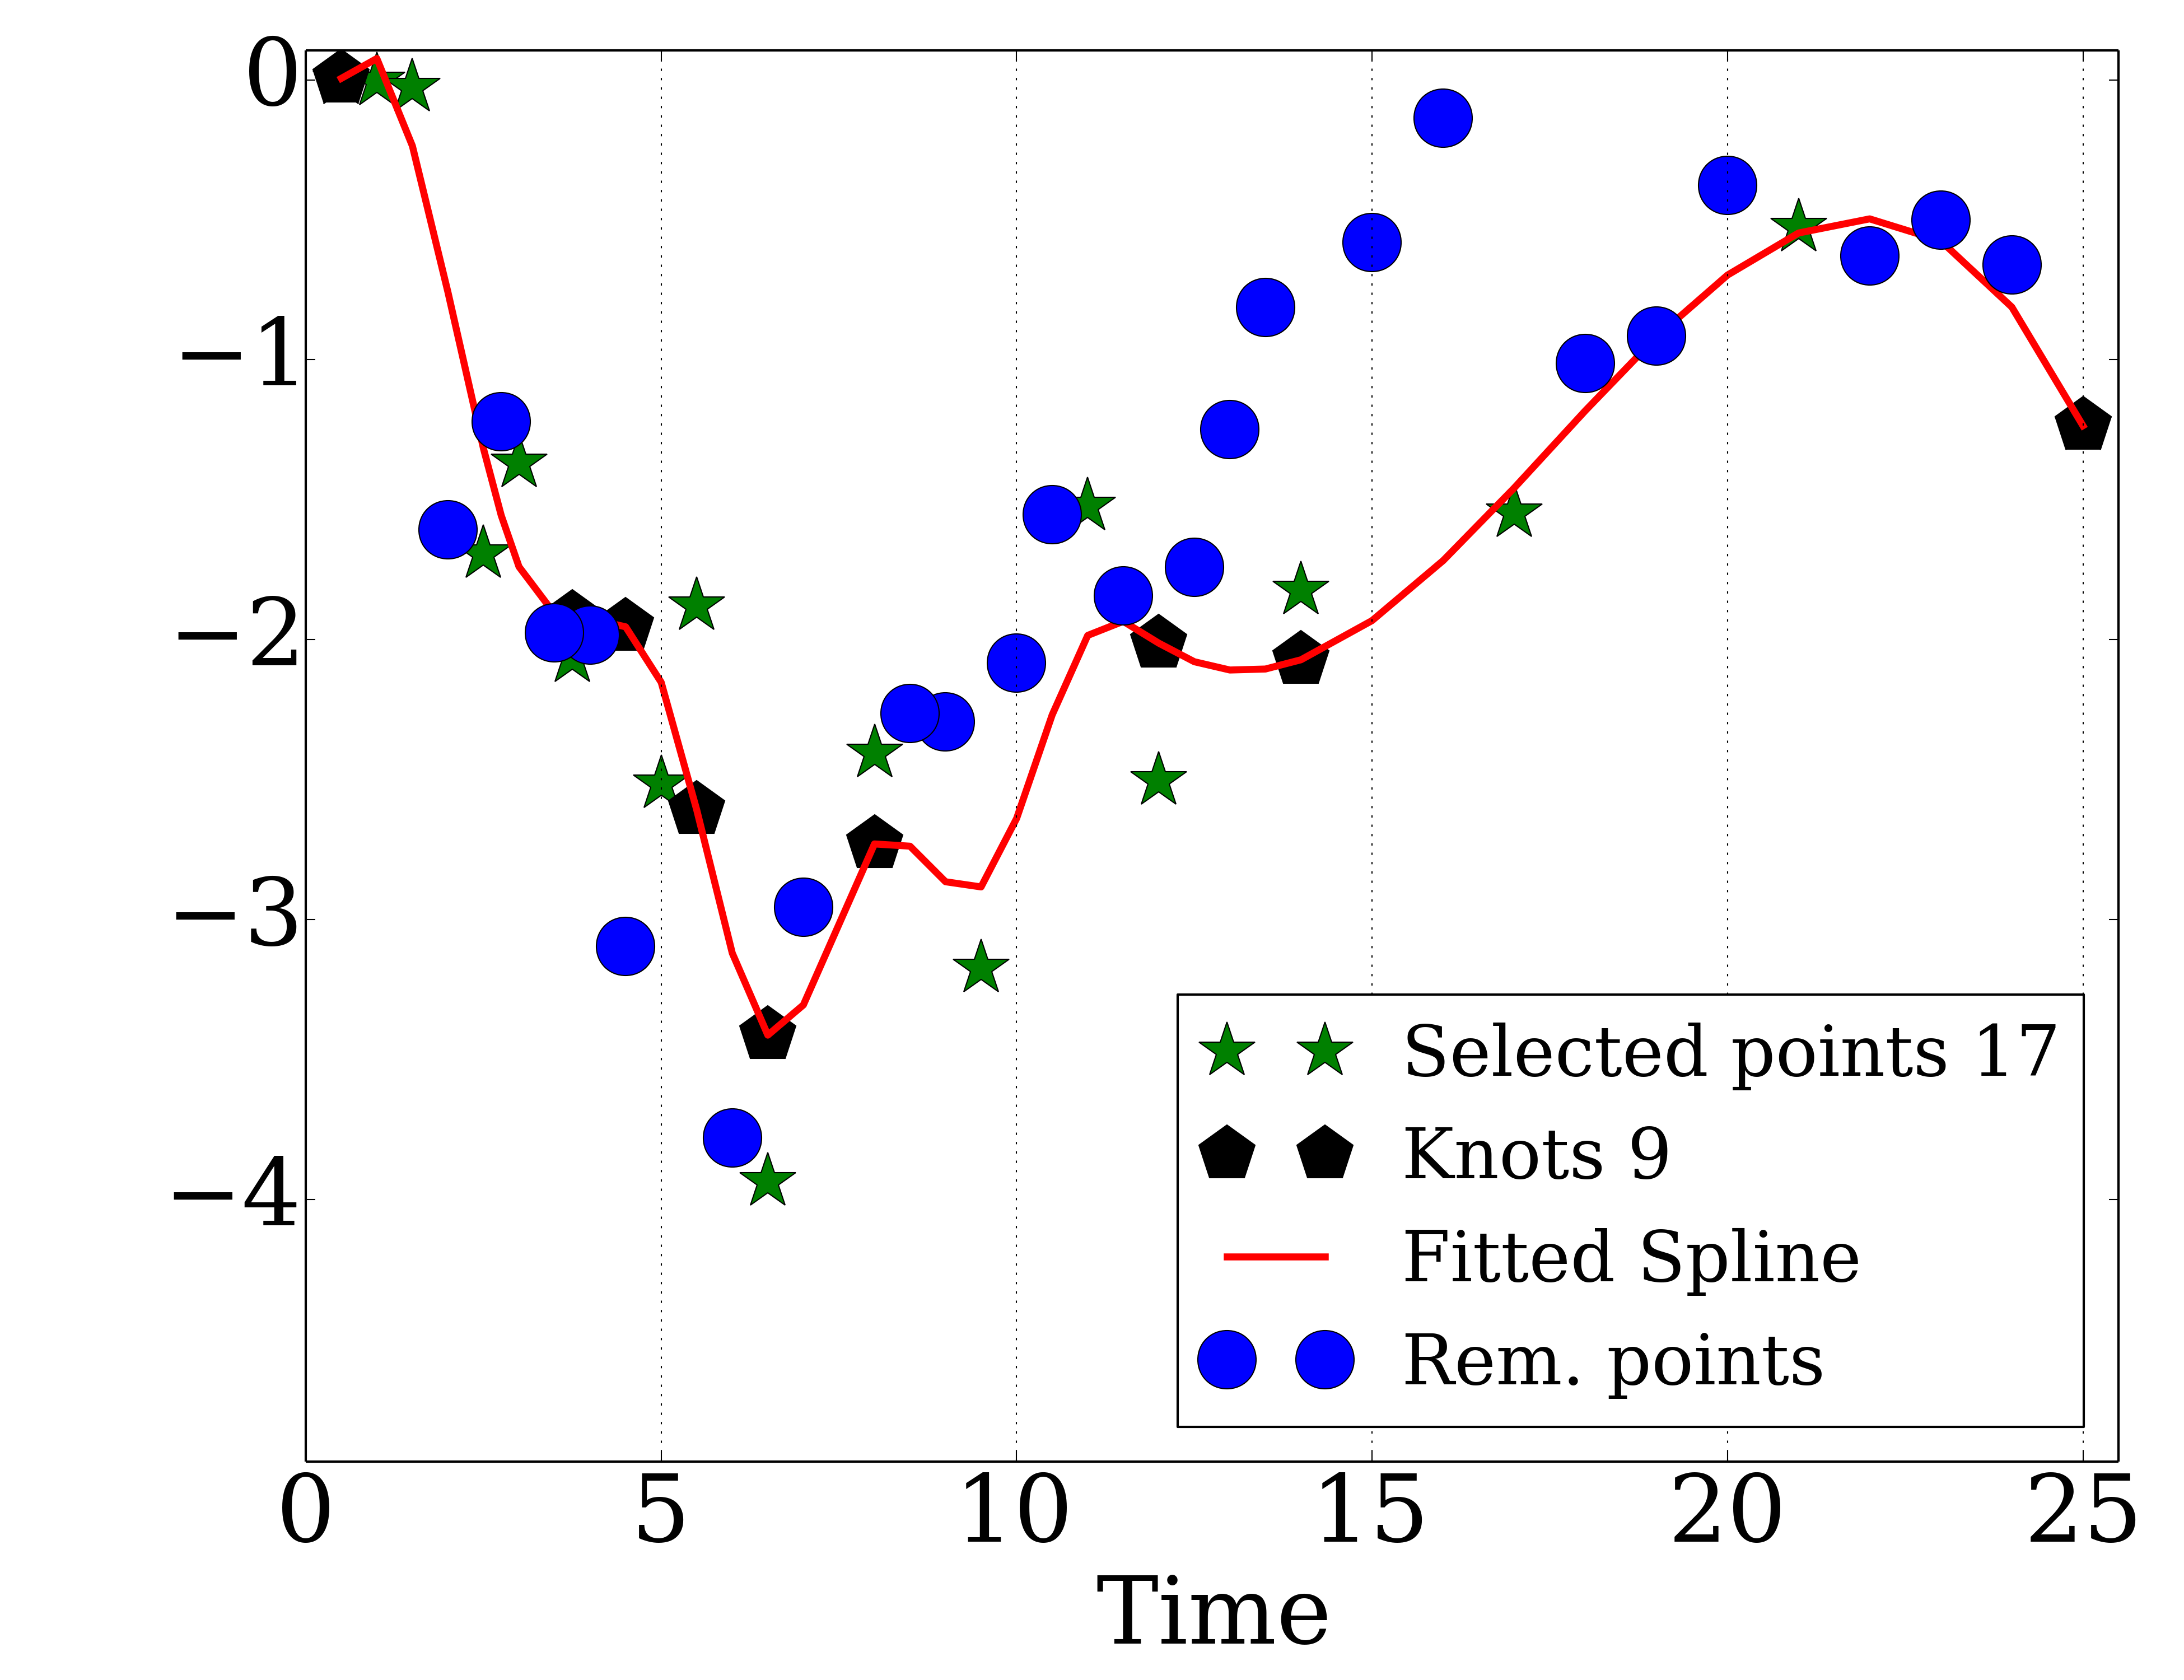 0
−1
−2
−3
−4
Selected points 17
Knots 9
Fitted Spline
Rem. points
0 5 10 15 20 25
Time